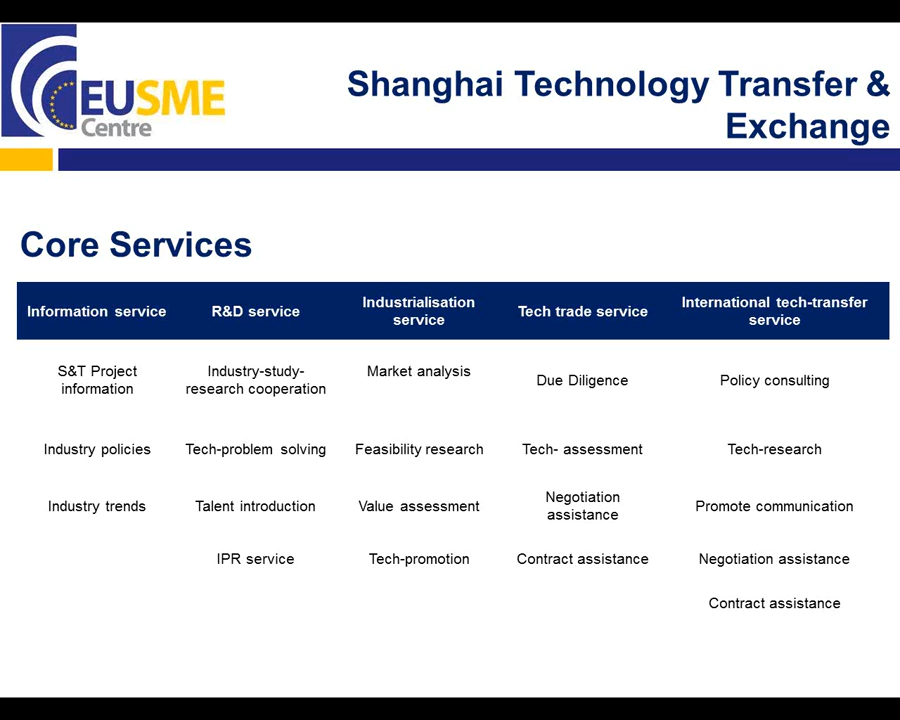 EUSME
Centre
Shanghai Technology Transfer &
Exchange
Core Services
Information service
R&D service
Industrialisation
service
Tech trade service
International tech-transfer
service
S&T Project
information
Industry-study-
research cooperation
Market analysis
Due Diligence
Policy consulting
Industry policies
Tech-problem solving
Feasibility research
Tech- assessment
Tech-research
Industry trends
Talent introduction
Value assessment
Negotiation
assistance
Promote communication
IPR service
Tech-promotion
Contract assistance
Negotiation assistance
Contract assistance